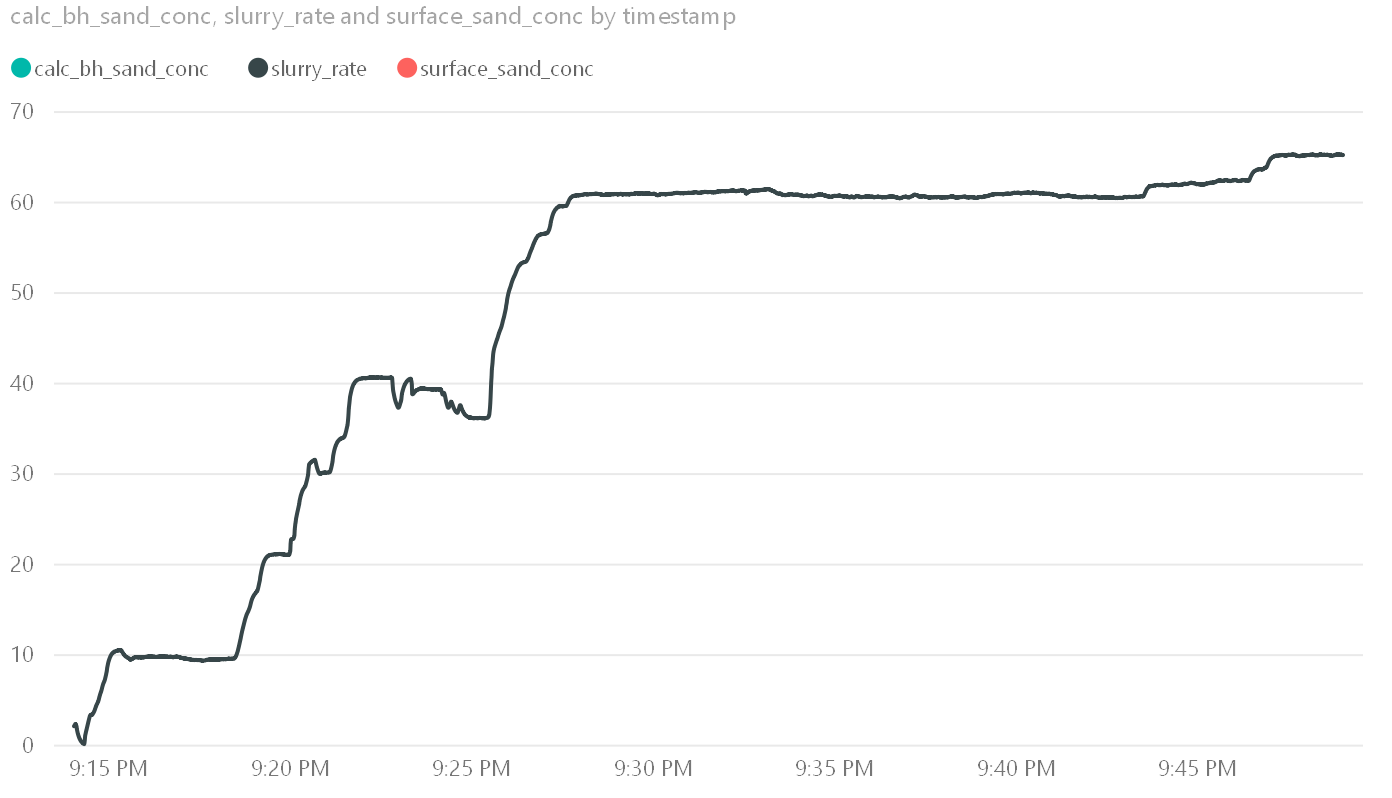 calc_bh_sand_conc, slurry_rate and surface_sand_conc by timestamp
calc_bh_sand_conc slurry_rate surface_sand_conc
70
60
50
40
30
20
10
0
9:15 PM 9:20 PM 9:25 PM 9:30 PM 9:35 PM 9:40 PM 9:45 PM